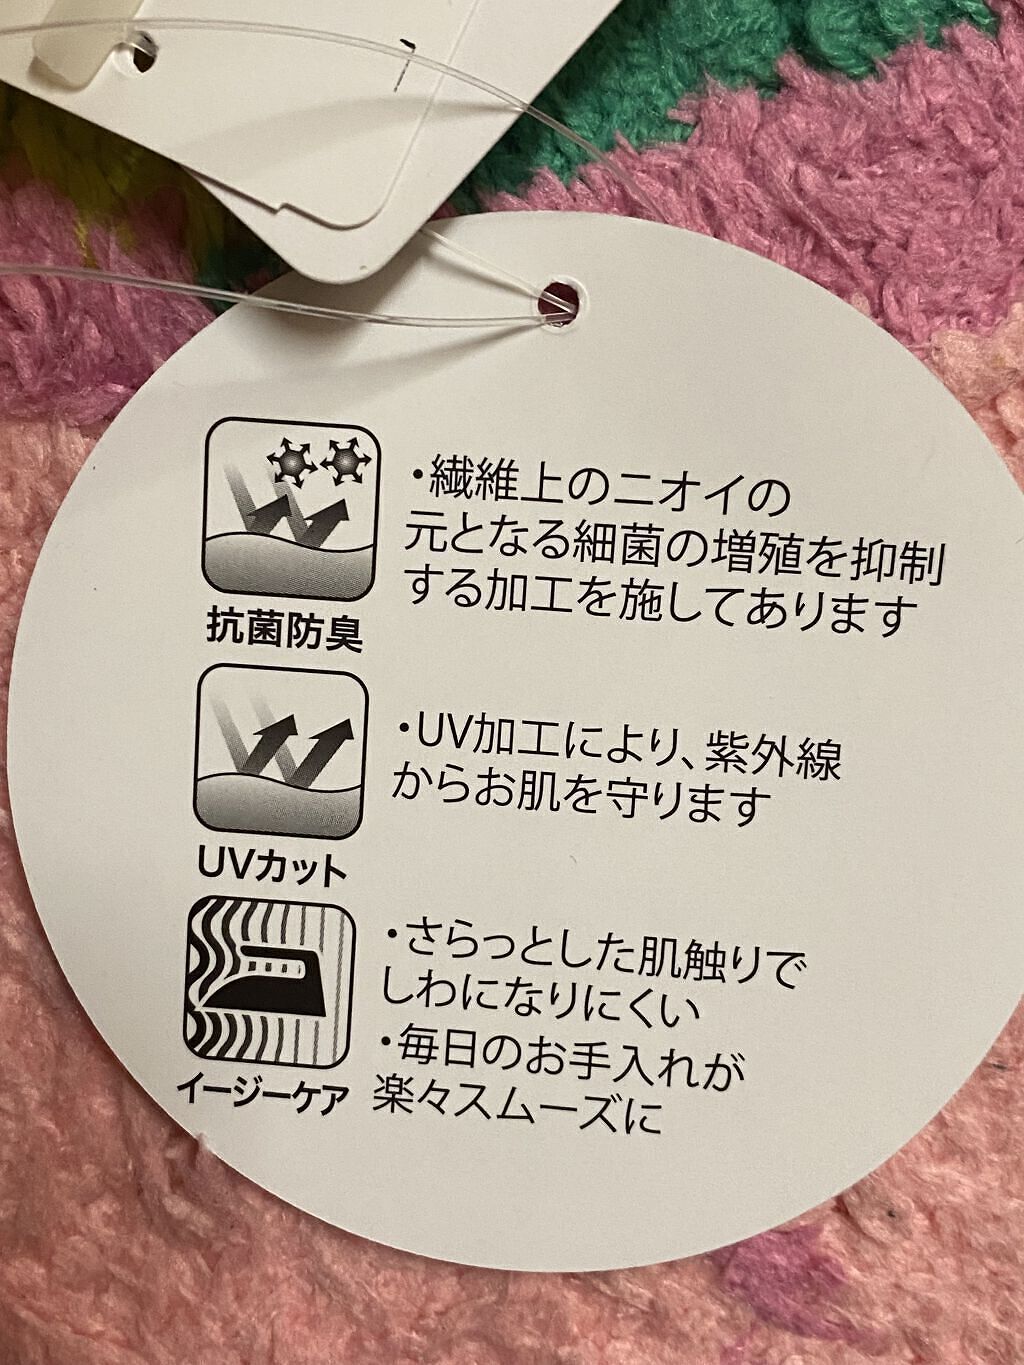 ・繊維上のニオイの
元となる細菌の増殖を抑制
する加工を施してあります
抗菌防臭
・UV加工により、紫外線
からお肌を守ります
UVカット
・さらっとした肌触りで
しわになりにくい
・毎日のお手入れが
楽々スムーズに
イージーケア